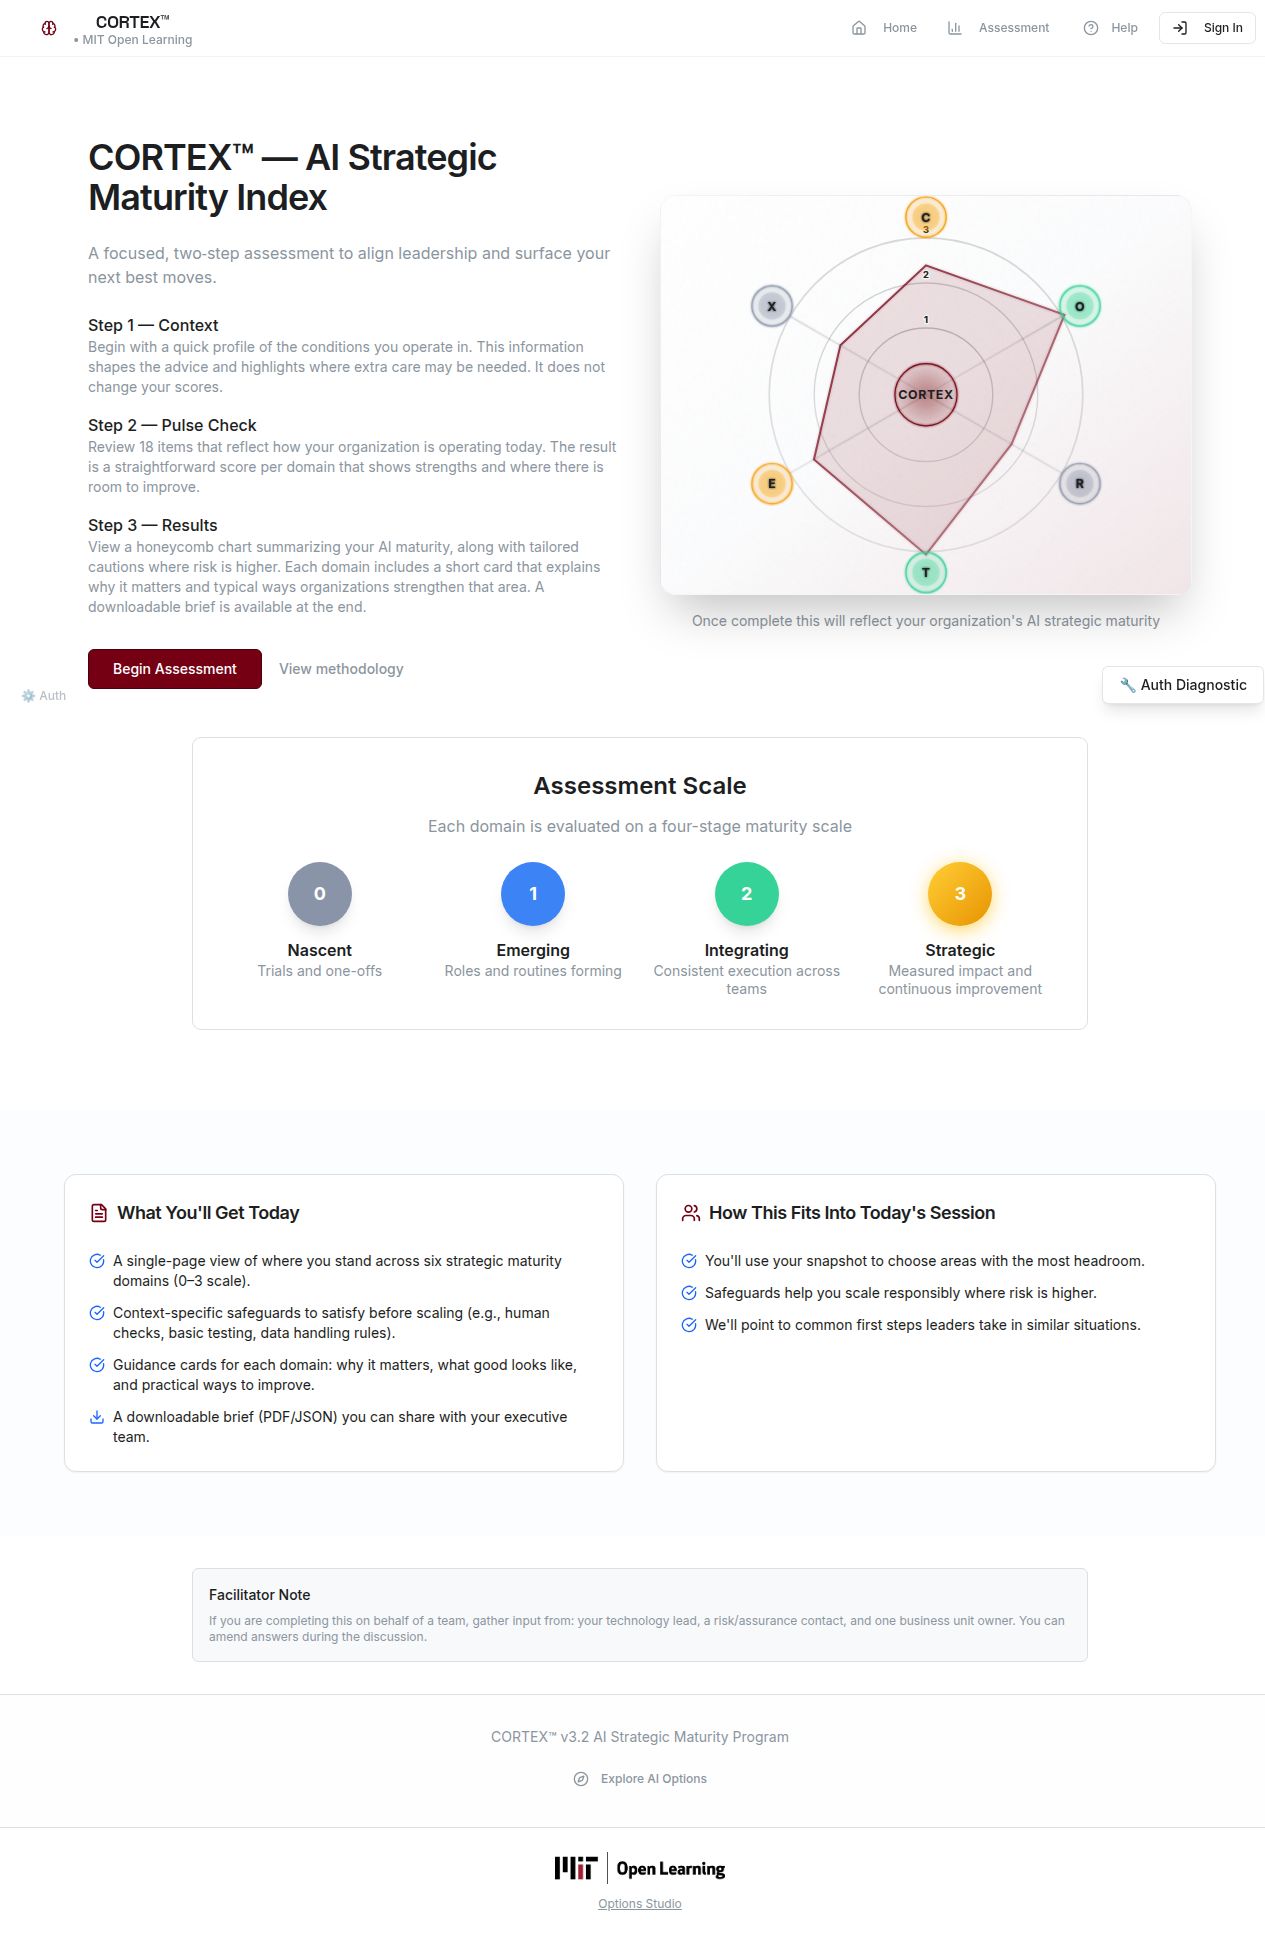 CORTEX™
• MIT Open Learning
Home
Assessment
Help
Sign In
CORTEX™ — AI Strategic
Maturity Index
A focused, two-step assessment to align leadership and surface your
next best moves.
Step 1 — Context
Begin with a quick profile of the conditions you operate in. This information
shapes the advice and highlights where extra care may be needed. It does not
change your scores.
Step 2 — Pulse Check
Review 18 items that reflect how your organization is operating today. The result
is a straightforward score per domain that shows strengths and where there is
room to improve.
Step 3 — Results
View a honeycomb chart summarizing your AI maturity, along with tailored
cautions where risk is higher. Each domain includes a short card that explains
why it matters and typical ways organizations strengthen that area. A
downloadable brief is available at the end.
Begin Assessment
View methodology
C
3
2
X
O
1
CORTEX
E
R
T
Once complete this will reflect your organization's AI strategic maturity
⚙️ Auth
🔧 Auth Diagnostic
Assessment Scale
Each domain is evaluated on a four-stage maturity scale
0
Nascent
Trials and one-offs
1
Emerging
Roles and routines forming
2
Integrating
Consistent execution across
teams
3
Strategic
Measured impact and
continuous improvement
What You'll Get Today
A single-page view of where you stand across six strategic maturity
domains (0–3 scale).
Context-specific safeguards to satisfy before scaling (e.g., human
checks, basic testing, data handling rules).
Guidance cards for each domain: why it matters, what good looks like,
and practical ways to improve.
A downloadable brief (PDF/JSON) you can share with your executive
team.
How This Fits Into Today's Session
You'll use your snapshot to choose areas with the most headroom.
Safeguards help you scale responsibly where risk is higher.
We'll point to common first steps leaders take in similar situations.
Facilitator Note
If you are completing this on behalf of a team, gather input from: your technology lead, a risk/assurance contact, and one business unit owner. You can
amend answers during the discussion.
CORTEX™ v3.2 AI Strategic Maturity Program
Explore AI Options
MIT Open Learning
Options Studio